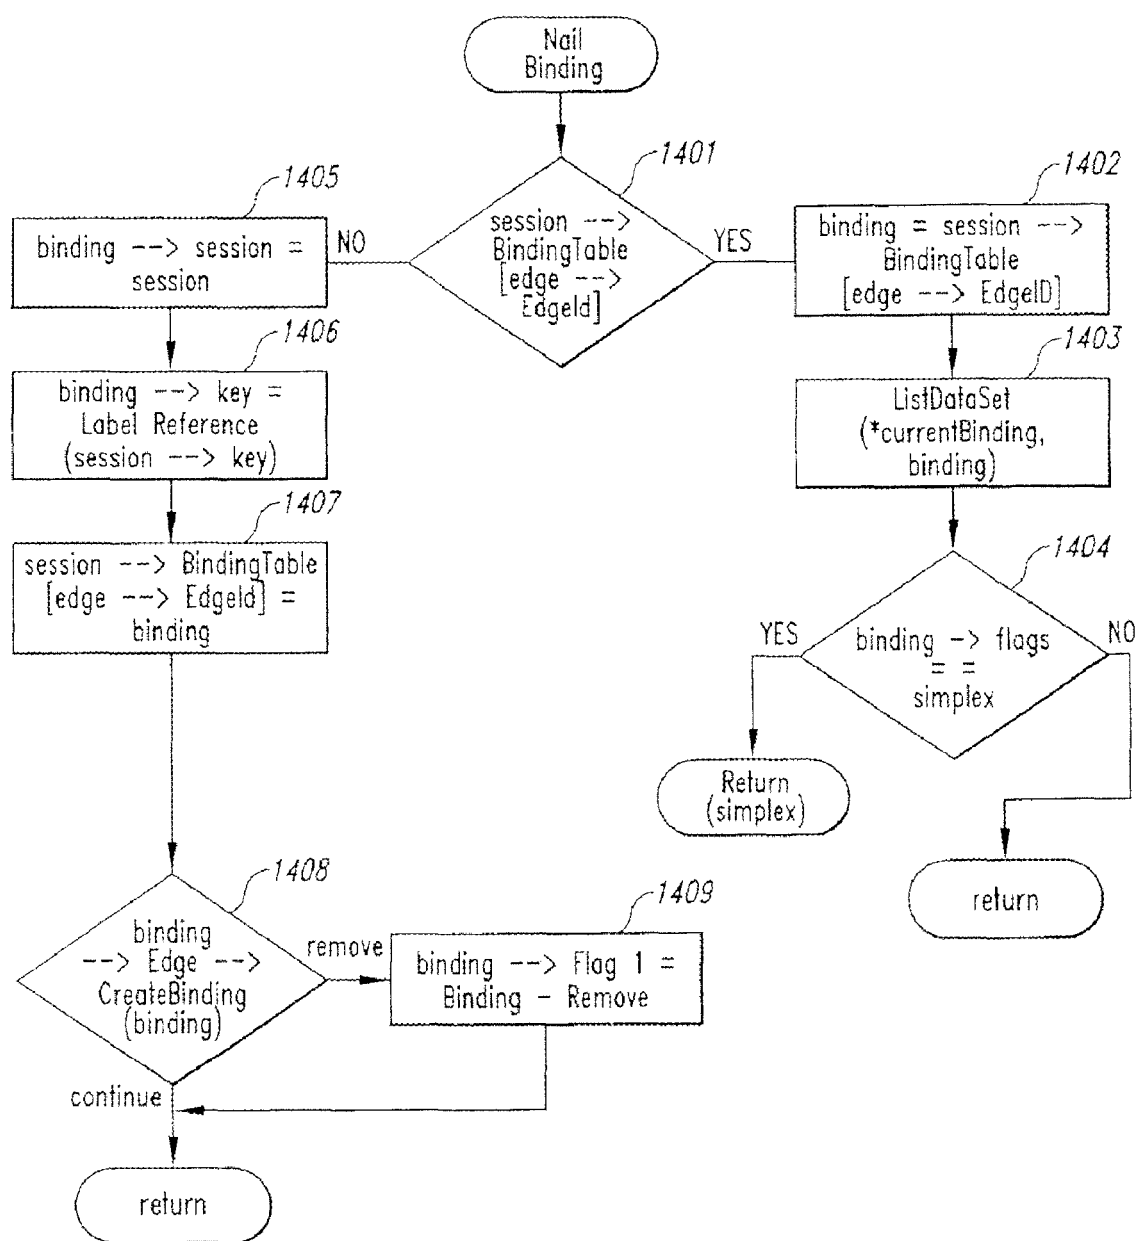 Nail
Binding
1401
session -->
BindingTable
[edge -->
EdgeId]
NO
YES
1405
binding --> session =
session
1406
binding --> key =
Label Reference
(session --> key)
1407
session --> BindingTable
[edge --> EdgeId] =
binding
1408
binding
--> Edge -->
CreateBinding
(binding)
remove
continue
1409
binding --> Flag 1 =
Binding - Remove
return
1402
binding = session -->
BindingTable
[edge --> EdgeID]
1403
ListDataSet
(*currentBinding,
binding)
1404
binding -> flags
= =
simplex
YES
NO
Return
(simplex)
return